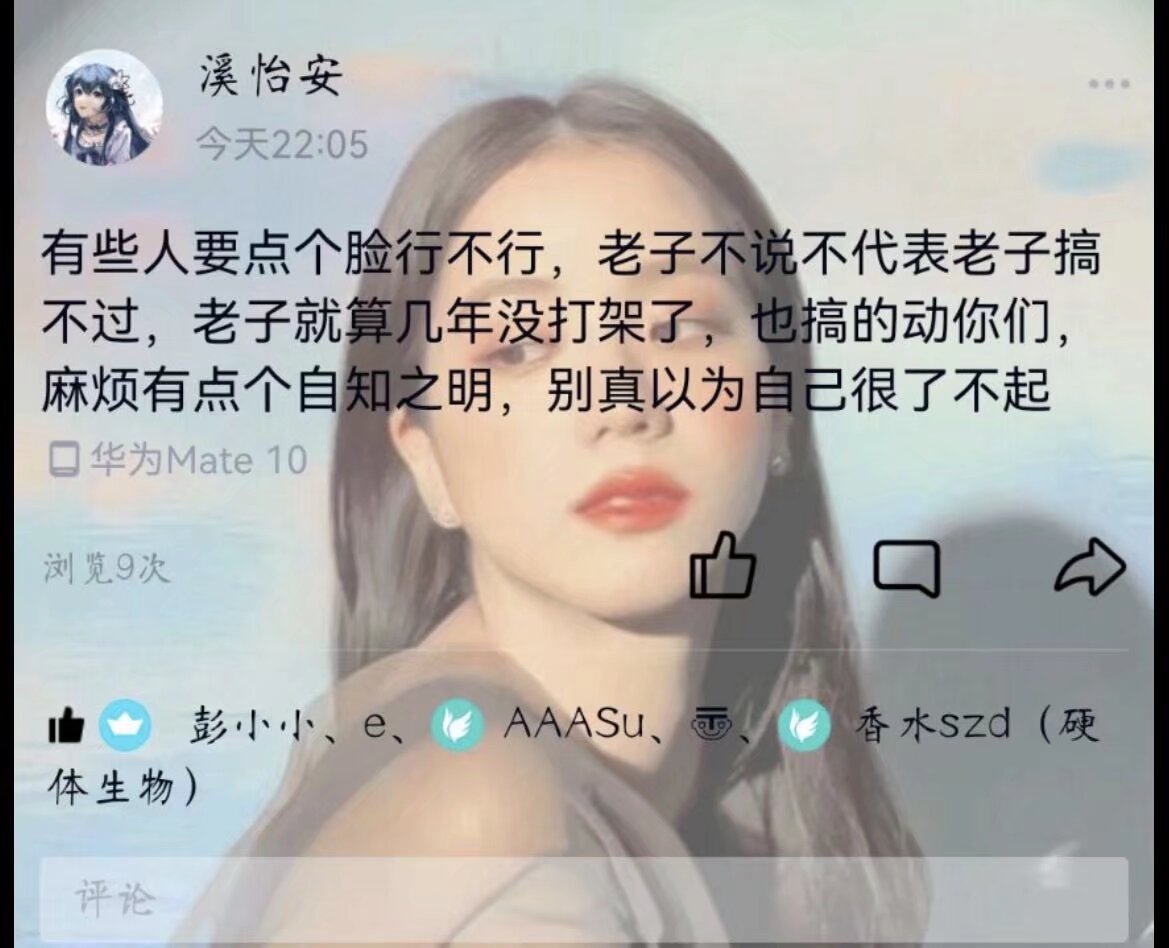 溪怡安
今天22:05
有些人要点个脸行不行，老子不说不代表老子搞
不过，老子就算几年没打架了，也搞的动你们，
麻烦有点个自知之明，别真以为自己很了不起
华为Mate 10
浏览9次
彭小小、e、AAASu、〠、香水szd（硬
体生物）
评论